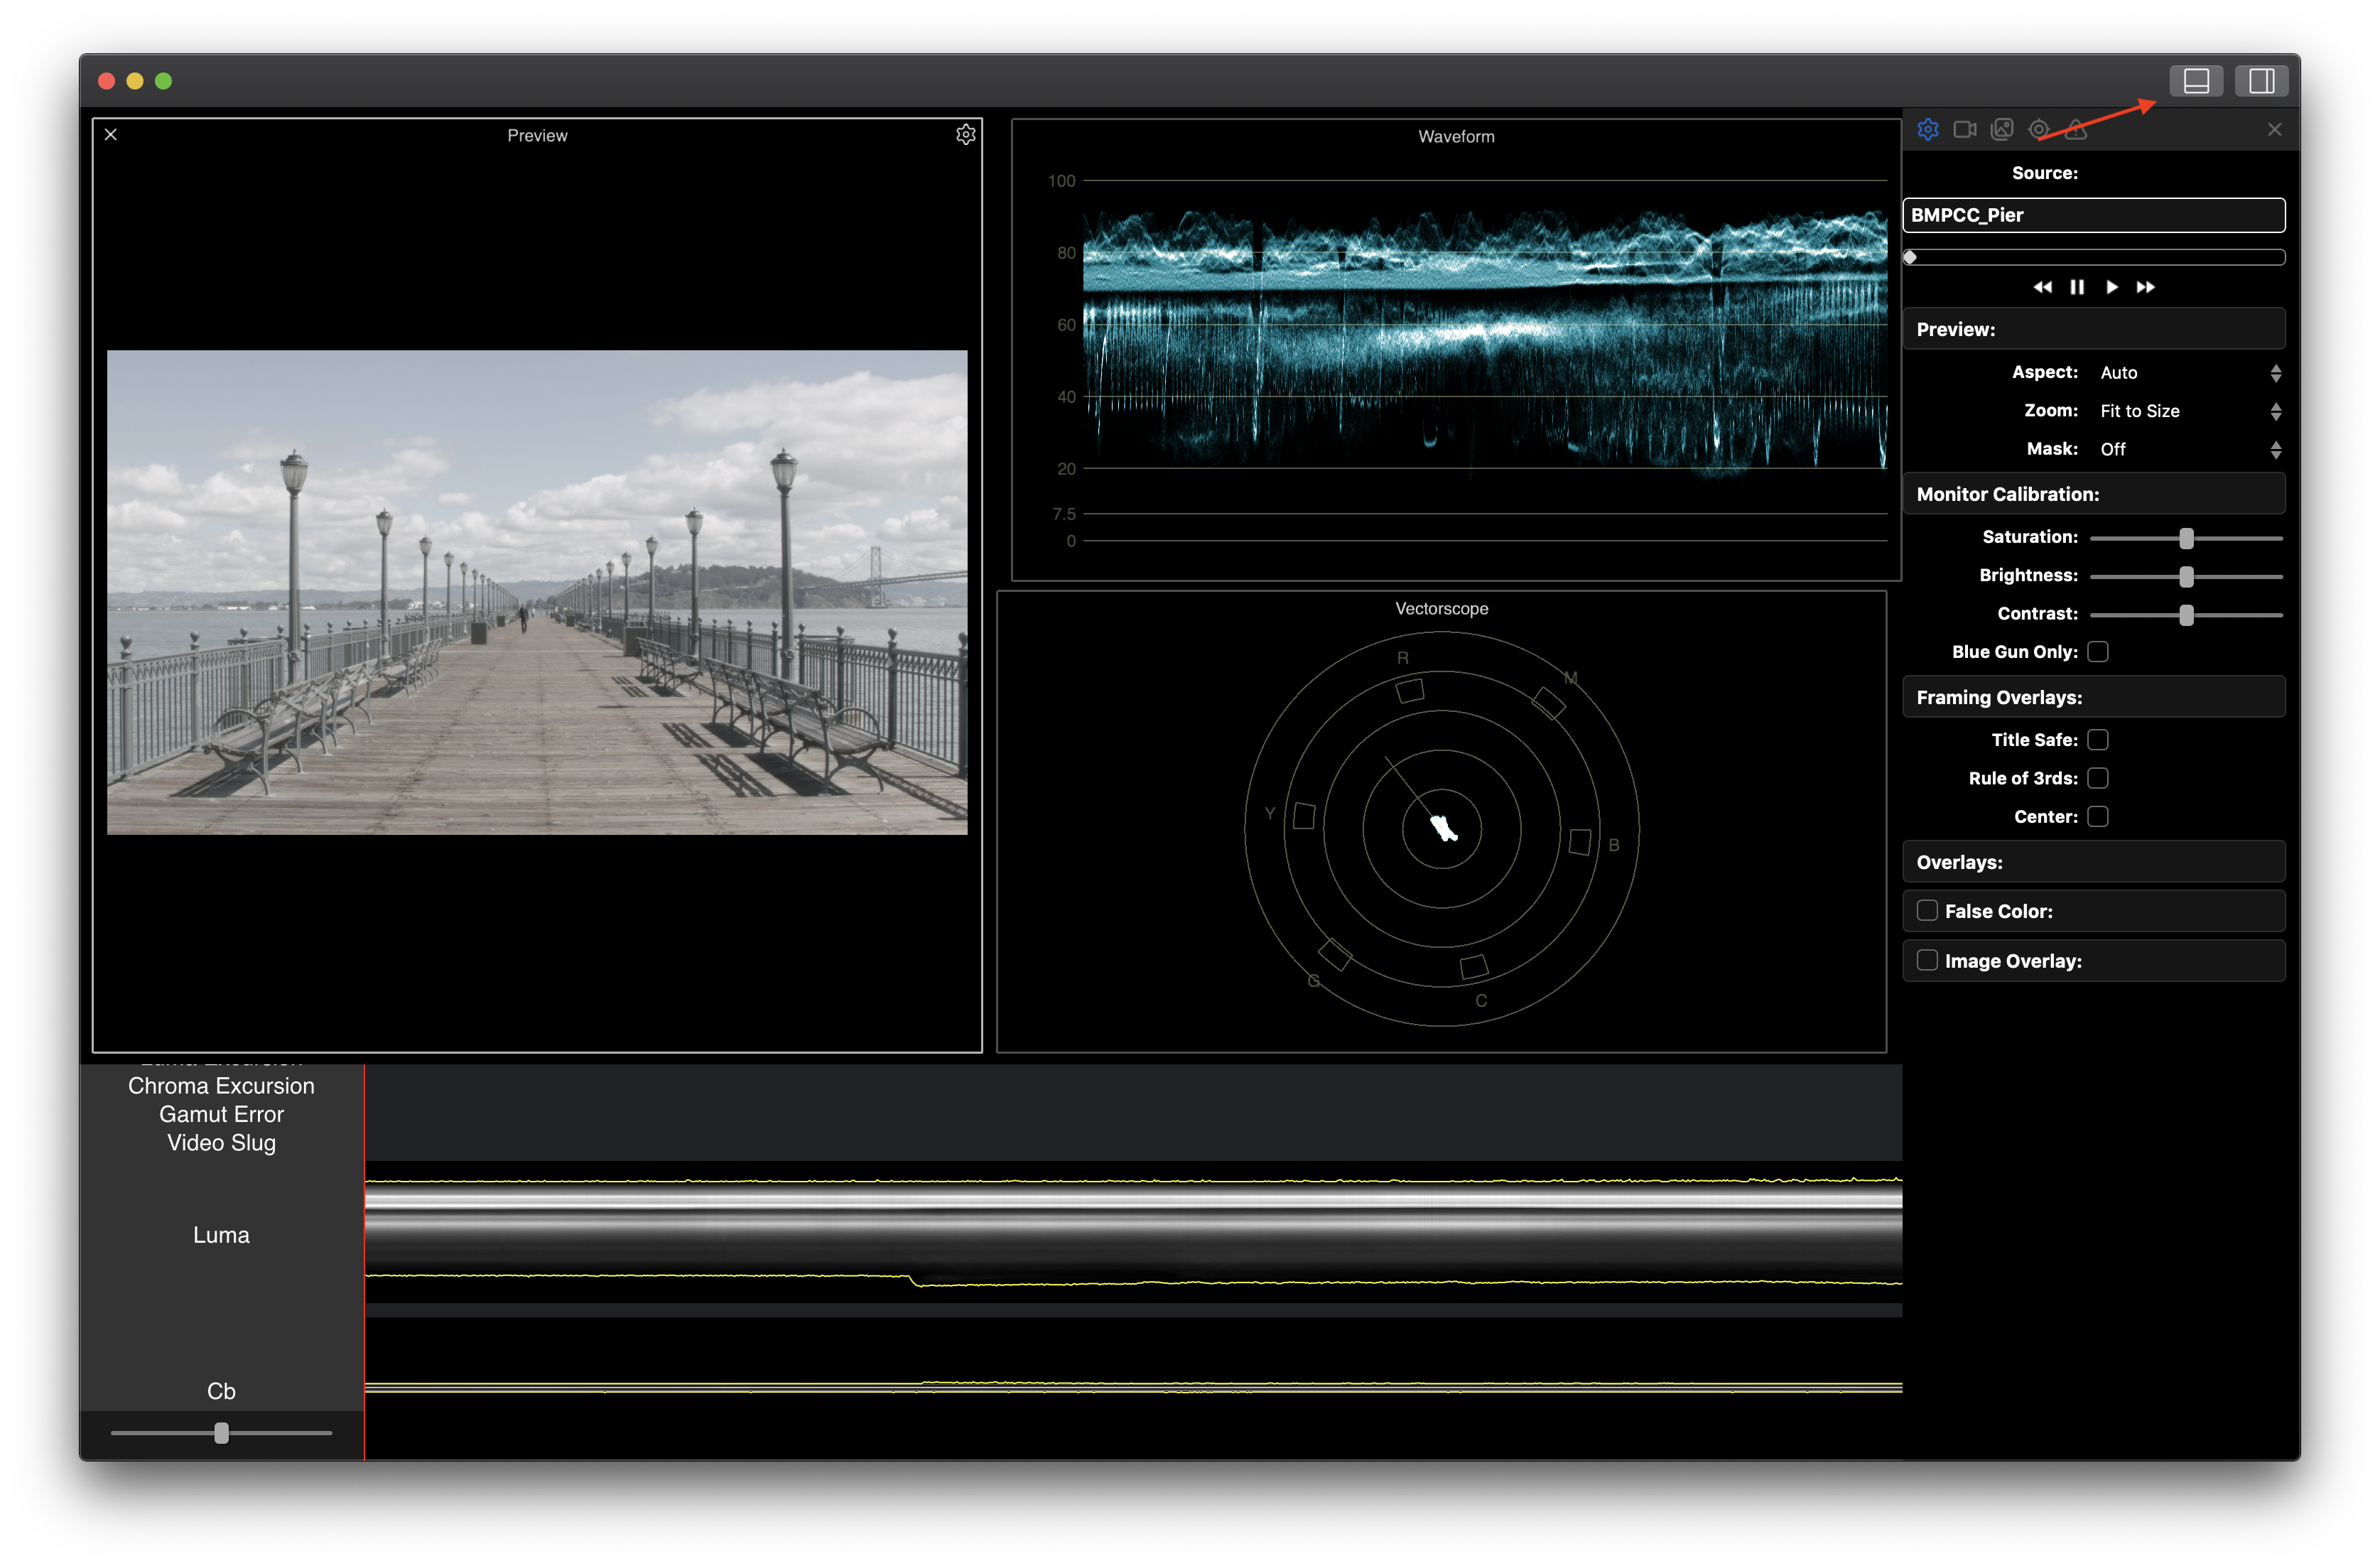 Preview
Waveform
100
80
60
40
20
7.5
0
Vectorscope
R
M
Y
B
G
C
Source:
BMPCC_Pier
Preview:
Aspect: Auto
Zoom: Fit to Size
Mask: Off
Monitor Calibration:
Saturation:
Brightness:
Contrast:
Blue Gun Only:
Framing Overlays:
Title Safe:
Rule of 3rds:
Center:
Overlays:
False Color:
Image Overlay:
Luma Excursion
Chroma Excursion
Gamut Error
Video Slug
Luma
Cb